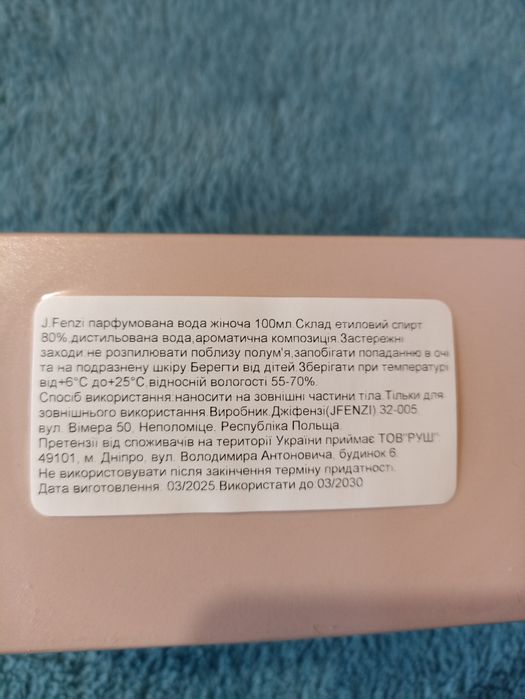 J.Fenzi парфумована вода жіноча 100мл Склад етиловий спирт
80%,дистильована вода,ароматична композиція.Застережні
заходи не розпилювати поблизу полум'я,запобігати попаданню в очі
та на подразнену шкіру Берегти від дітей.Зберігати при температурі
від+6°С до+25°С,відносній вологості 55-70%.
Спосіб використання.наносити на зовнішні частини тіла.Тільки для
зовнішнього використання.Виробник.Джіфензі(JFENZI).32-005
вул. Вімера 50, Неполоміце, Республіка Польща.
Претензії від споживачів на території України приймає ТОВ"РУШ"
49101, м. Дніпро, вул. Володимира Антоновича, будинок 6.
Не використовувати після закінчення терміну придатності.
Дата виготовлення. 03/2025.Використати до 03/2030